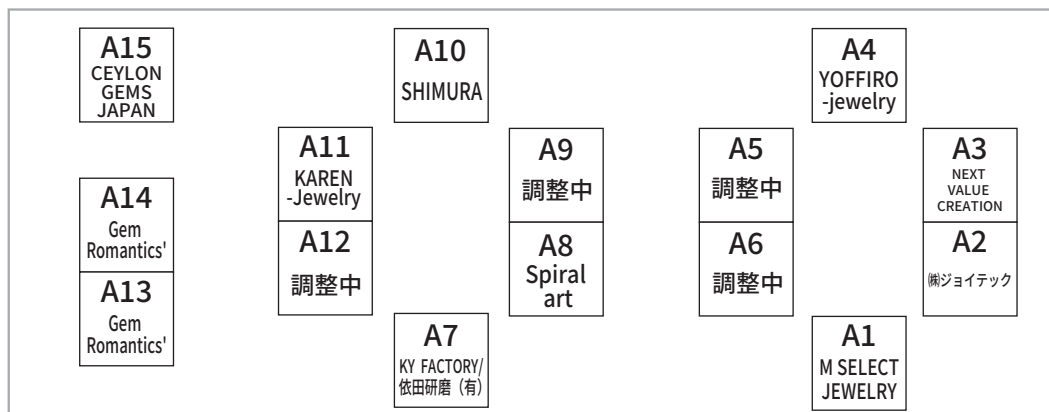 A15
CEYLON
GEMS
JAPAN
A10
SHIMURA
A4
YOFFIRO
-jewelry
A11
KAREN
-Jewelry
A9
調整中
A5
調整中
A3
NEXT
VALUE
CREATION
A14
Gem
Romantics'
A12
調整中
A8
Spiral
art
A6
調整中
A2
㈱ジョイテック
A13
Gem
Romantics'
A7
KY FACTORY/
依田研磨（有）
A1
M SELECT
JEWELRY